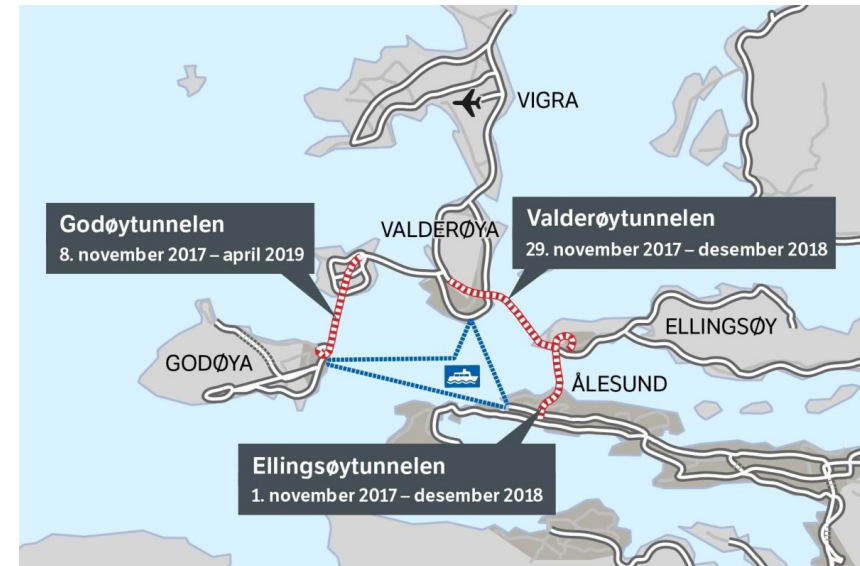 VIGRA
Godøytunnelen
8. november 2017 – april 2019
VALDERØYA
Valderøytunnelen
29. november 2017 – desember 2018
ELLINGSØY
GODØYA
ÅLESUND
Ellingsøytunnelen
1. november 2017 – desember 2018